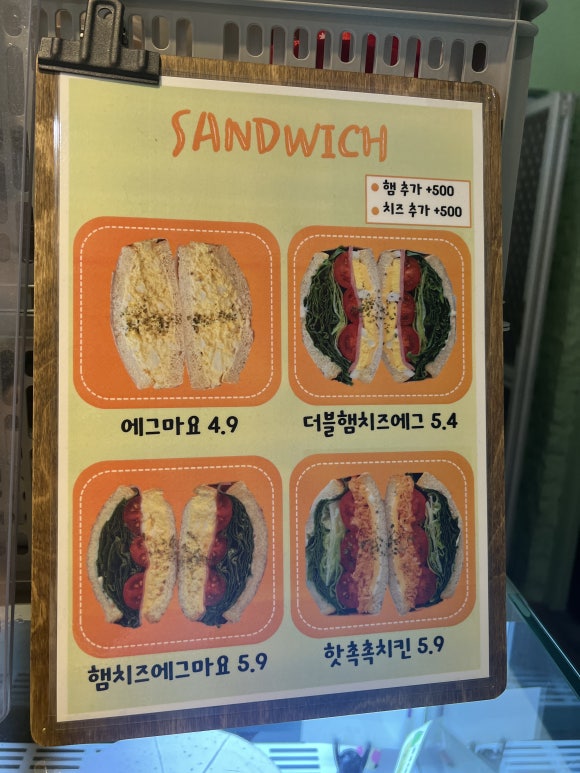 SANDWICH
햄 추가 +500
치즈 추가 +500
에그마요 4.9
더블햄치즈에그 5.4
햄치즈에그마요 5.9
핫촉촉치킨 5.9